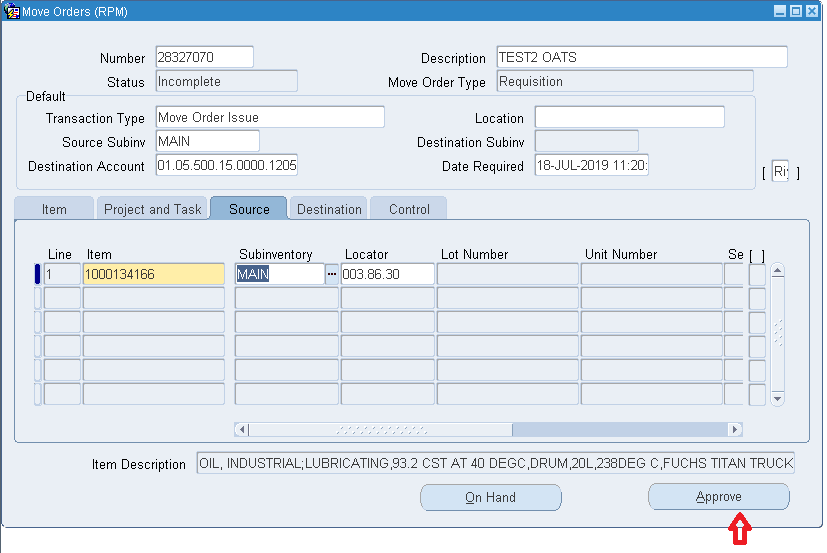 Move Orders (RPM)
Number 28327070 Description TEST2 OATS
Status Incomplete Move Order Type Requisition
Default
Transaction Type Move Order Issue Location
Source Subinv MAIN Destination Subinv
Destination Account 01.05.500.15.0000.1205 Date Required 18-JUL-2019 11:20:
[ Riy ]
Item Project and Task Source Destination Control
Line Item Subinventory Locator Lot Number Unit Number Se [ ]
1 1000134166 MAIN ... 003.86.30
Item Description OIL, INDUSTRIAL;LUBRICATING,93.2 CST AT 40 DEGC,DRUM,20L,238DEG C,FUCHS TITAN TRUCK
On Hand Approve